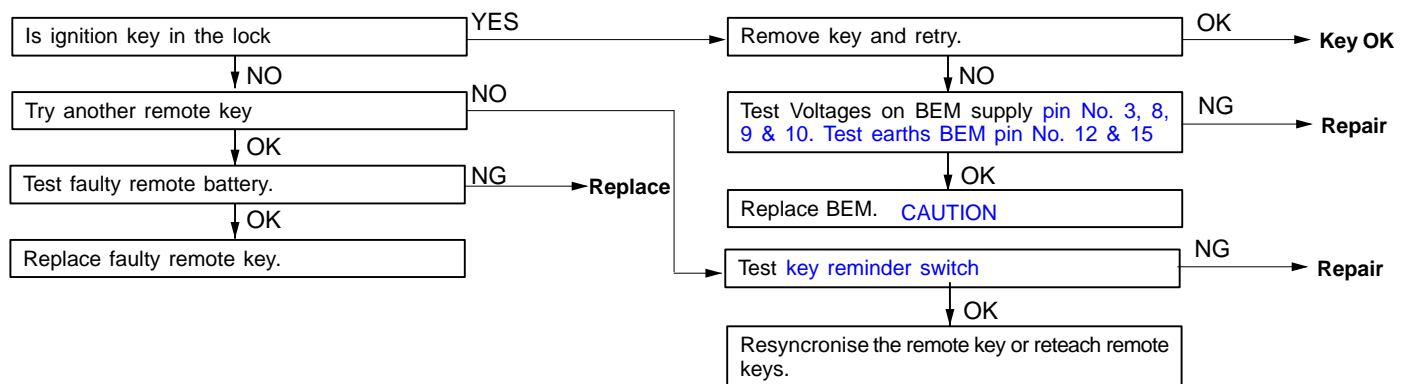 Is ignition key in the lock
YES
Remove key and retry.
OK
Key OK
NO
NO
Try another remote key
NO
Test Voltages on BEM supply pin No. 3, 8,
9 & 10. Test earths BEM pin No. 12 & 15
NG
Repair
OK
OK
Test faulty remote battery.
NG
Replace
Replace BEM. CAUTION
OK
Replace faulty remote key.
Test key reminder switch
NG
Repair
OK
Resyncronise the remote key or reteach remote
keys.